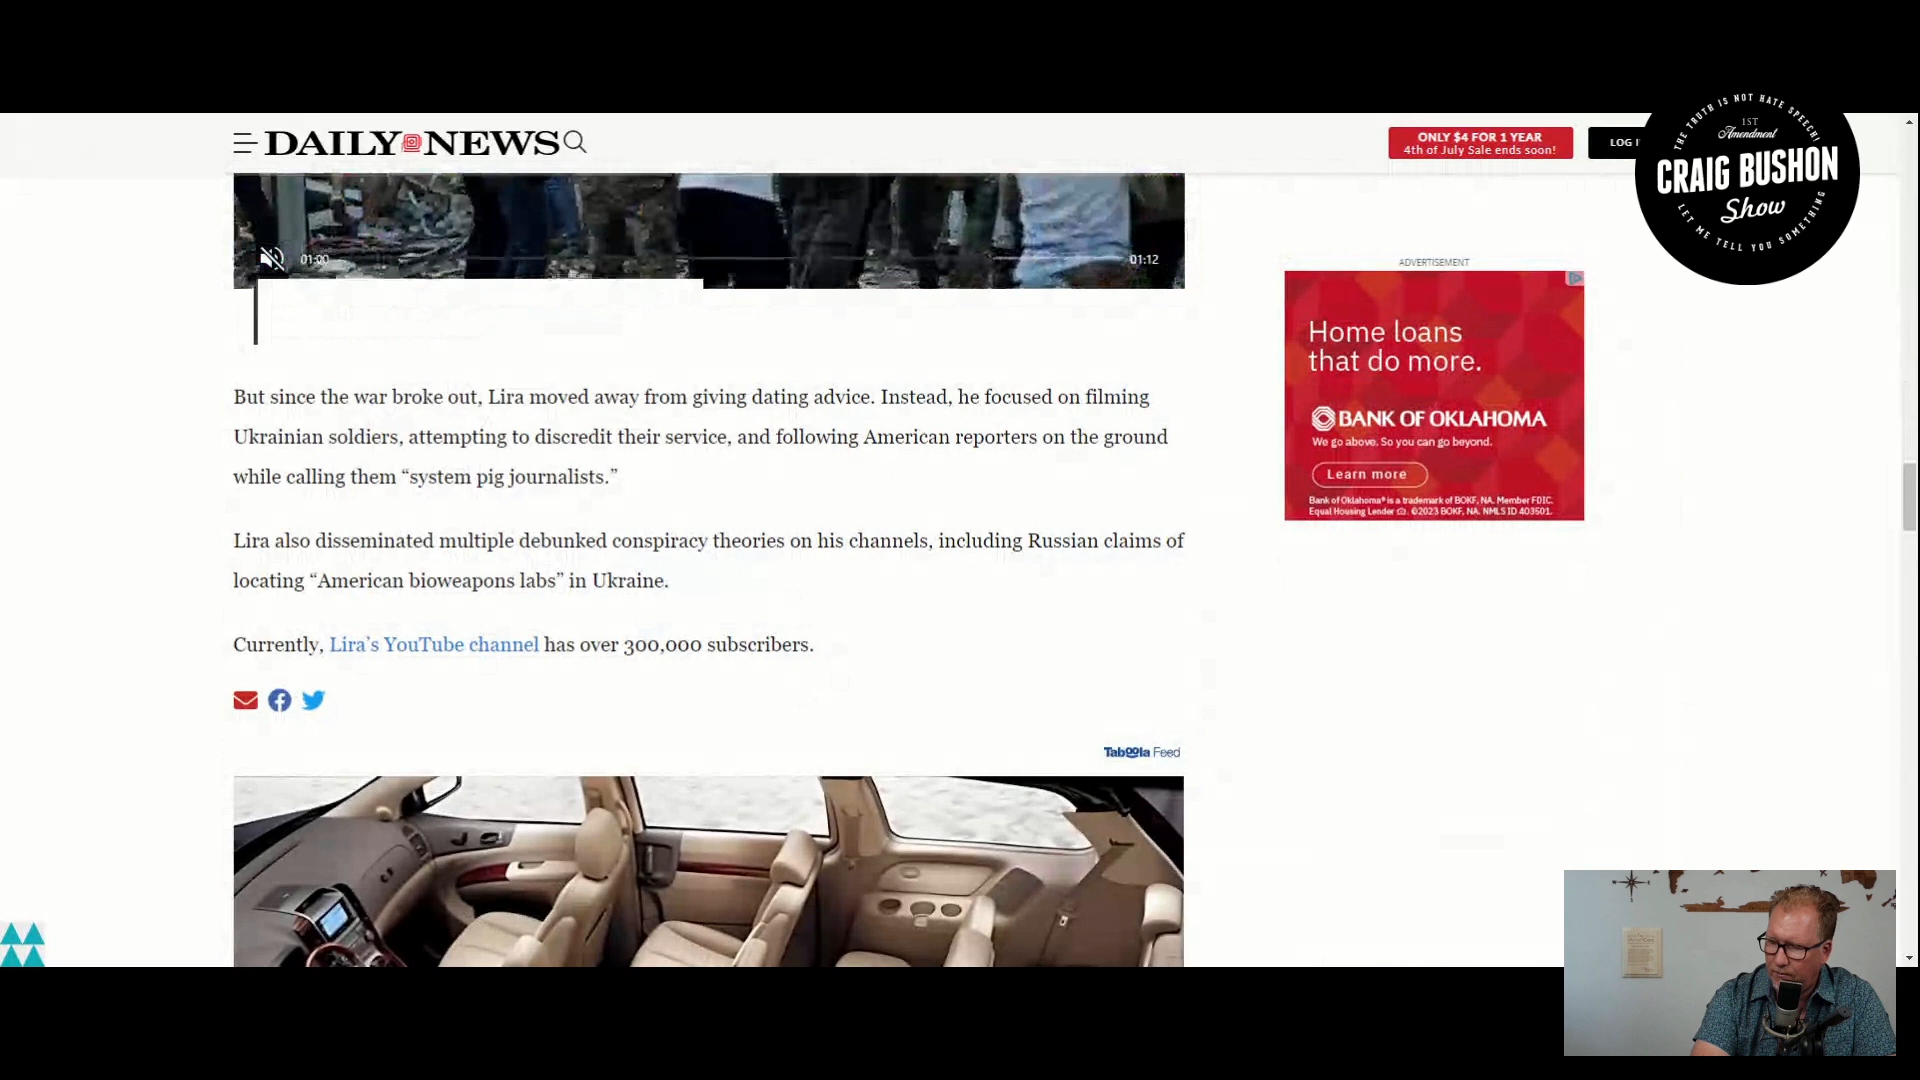 DAILY NEWS
ONLY $4 FOR 1 YEAR
4th of July Sale ends soon!
LOG I
THE TRUTH IS NOT HATE SPEECH!
1ST
Amendment
CRAIG BUSHON
Show
LET ME TELL YOU SOMETHING
01:00
01:12
ADVERTISEMENT
Home loans
that do more.
BANK OF OKLAHOMA
We go above. So you can go beyond.
Learn more
Bank of Oklahoma® is a trademark of BOKF, NA. Member FDIC.
Equal Housing Lender. ©2023 BOKF, NA. NMLS ID 403501.
But since the war broke out, Lira moved away from giving dating advice. Instead, he focused on filming
Ukrainian soldiers, attempting to discredit their service, and following American reporters on the ground
while calling them “system pig journalists.”
Lira also disseminated multiple debunked conspiracy theories on his channels, including Russian claims of
locating “American bioweapons labs” in Ukraine.
Currently, Lira’s YouTube channel has over 300,000 subscribers.
Taboola Feed